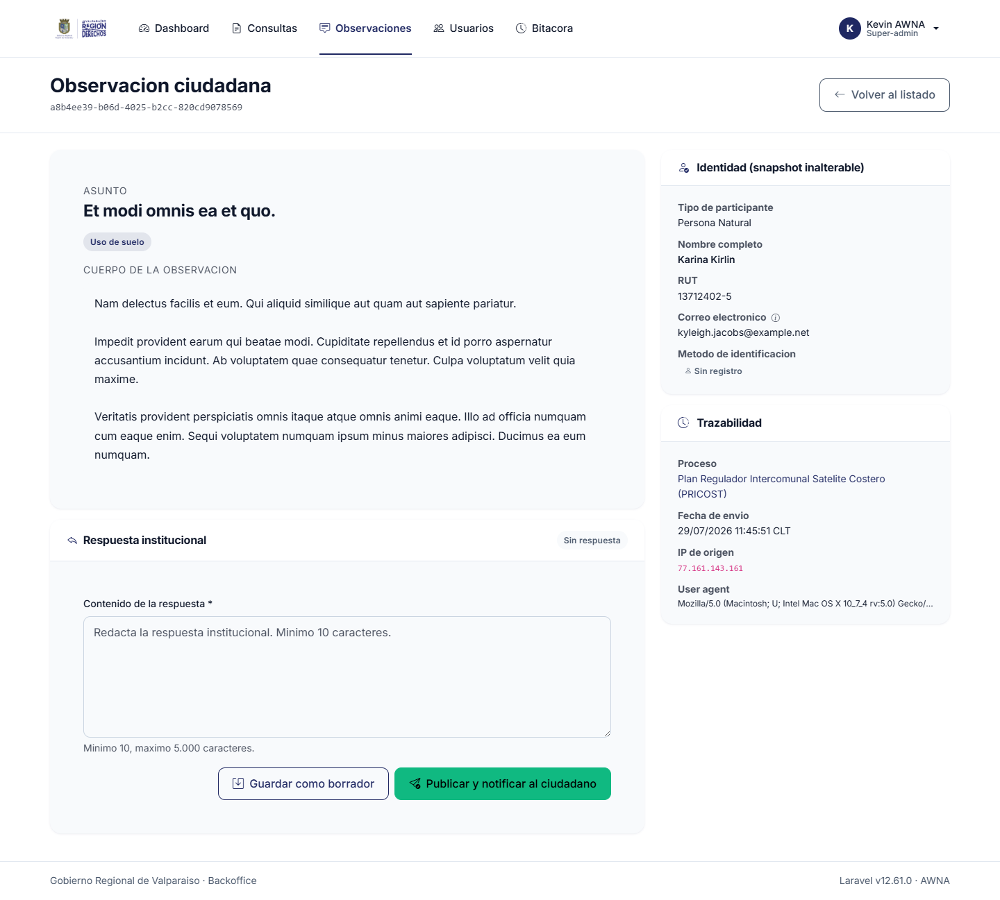 VALPARAÍSO
REGIÓN
DERECHOS
Dashboard
Consultas
Observaciones
Usuarios
Bitacora
K
Kevin AWNA
Super-admin
Observacion ciudadana
a8b4ee39-b06d-4025-b2cc-820cd9078569
Volver al listado
ASUNTO
Et modi omnis ea et quo.
Uso de suelo
CUERPO DE LA OBSERVACION
Nam delectus facilis et eum. Qui aliquid similique aut quam aut sapiente pariatur.
Impedit provident earum qui beatae modi. Cupiditate repellendus et id porro aspernatur
accusantium incidunt. Ab voluptatem quae consequatur tenetur. Culpa voluptatum velit quia
maxime.
Veritatis provident perspiciatis omnis itaque atque omnis animi eaque. Illo ad officia numquam
cum eaque enim. Sequi voluptatem numquam ipsum minus maiores adipisci. Ducimus ea eum
numquam.
Respuesta institucional
Sin respuesta
Contenido de la respuesta *
Redacta la respuesta institucional. Minimo 10 caracteres.
Minimo 10, maximo 5.000 caracteres.
Guardar como borrador
Publicar y notificar al ciudadano
Identidad (snapshot inalterable)
Tipo de participante
Persona Natural
Nombre completo
Karina Kirlin
RUT
13712402-5
Correo electronico
kyleigh.jacobs@example.net
Metodo de identificacion
Sin registro
Trazabilidad
Proceso
Plan Regulador Intercomunal Satelite Costero
(PRICOST)
Fecha de envio
29/07/2026 11:45:51 CLT
IP de origen
77.161.143.161
User agent
Mozilla/5.0 (Macintosh; U; Intel Mac OS X 10_7_4 rv:5.0) Gecko/...
Gobierno Regional de Valparaiso · Backoffice
Laravel v12.61.0 · AWNA